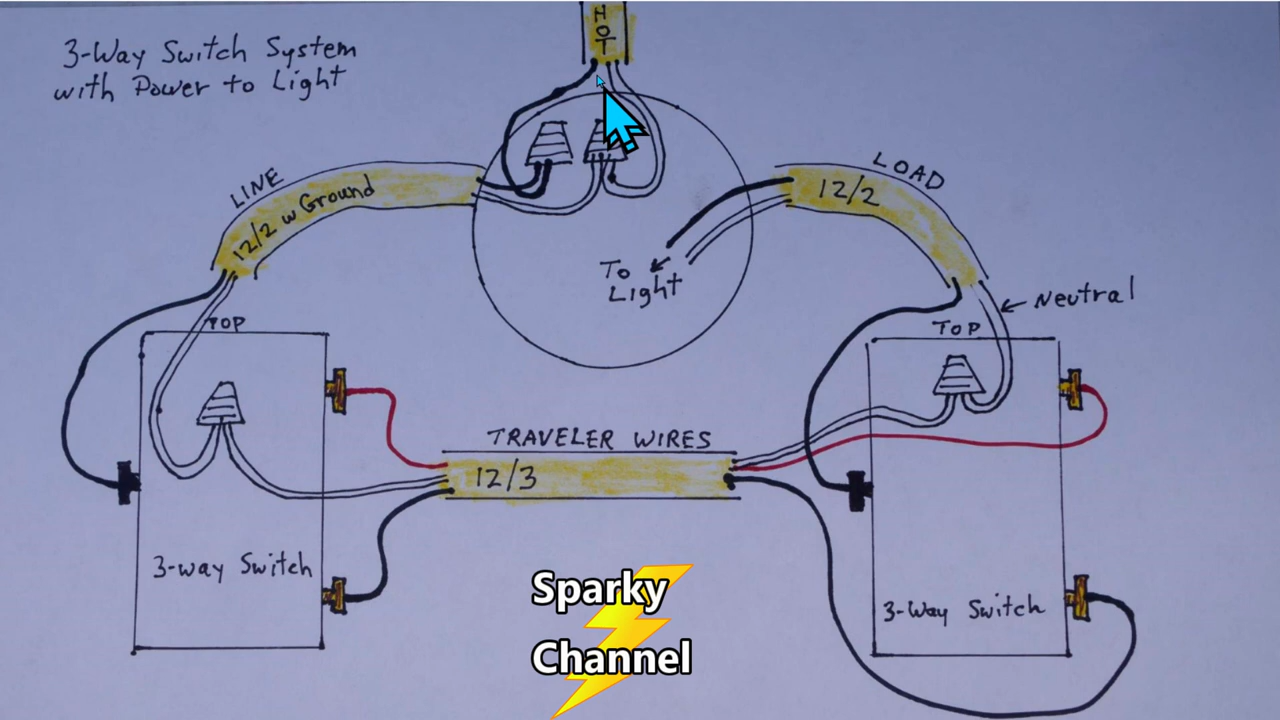 HOT
3-Way Switch System
with Power to Light
LINE
12/2 w Ground
LOAD
12/2
To
Light
Neutral
TOP
TOP
TRAVELER WIRES
12/3
3-way Switch
3-Way Switch
Sparky
Channel